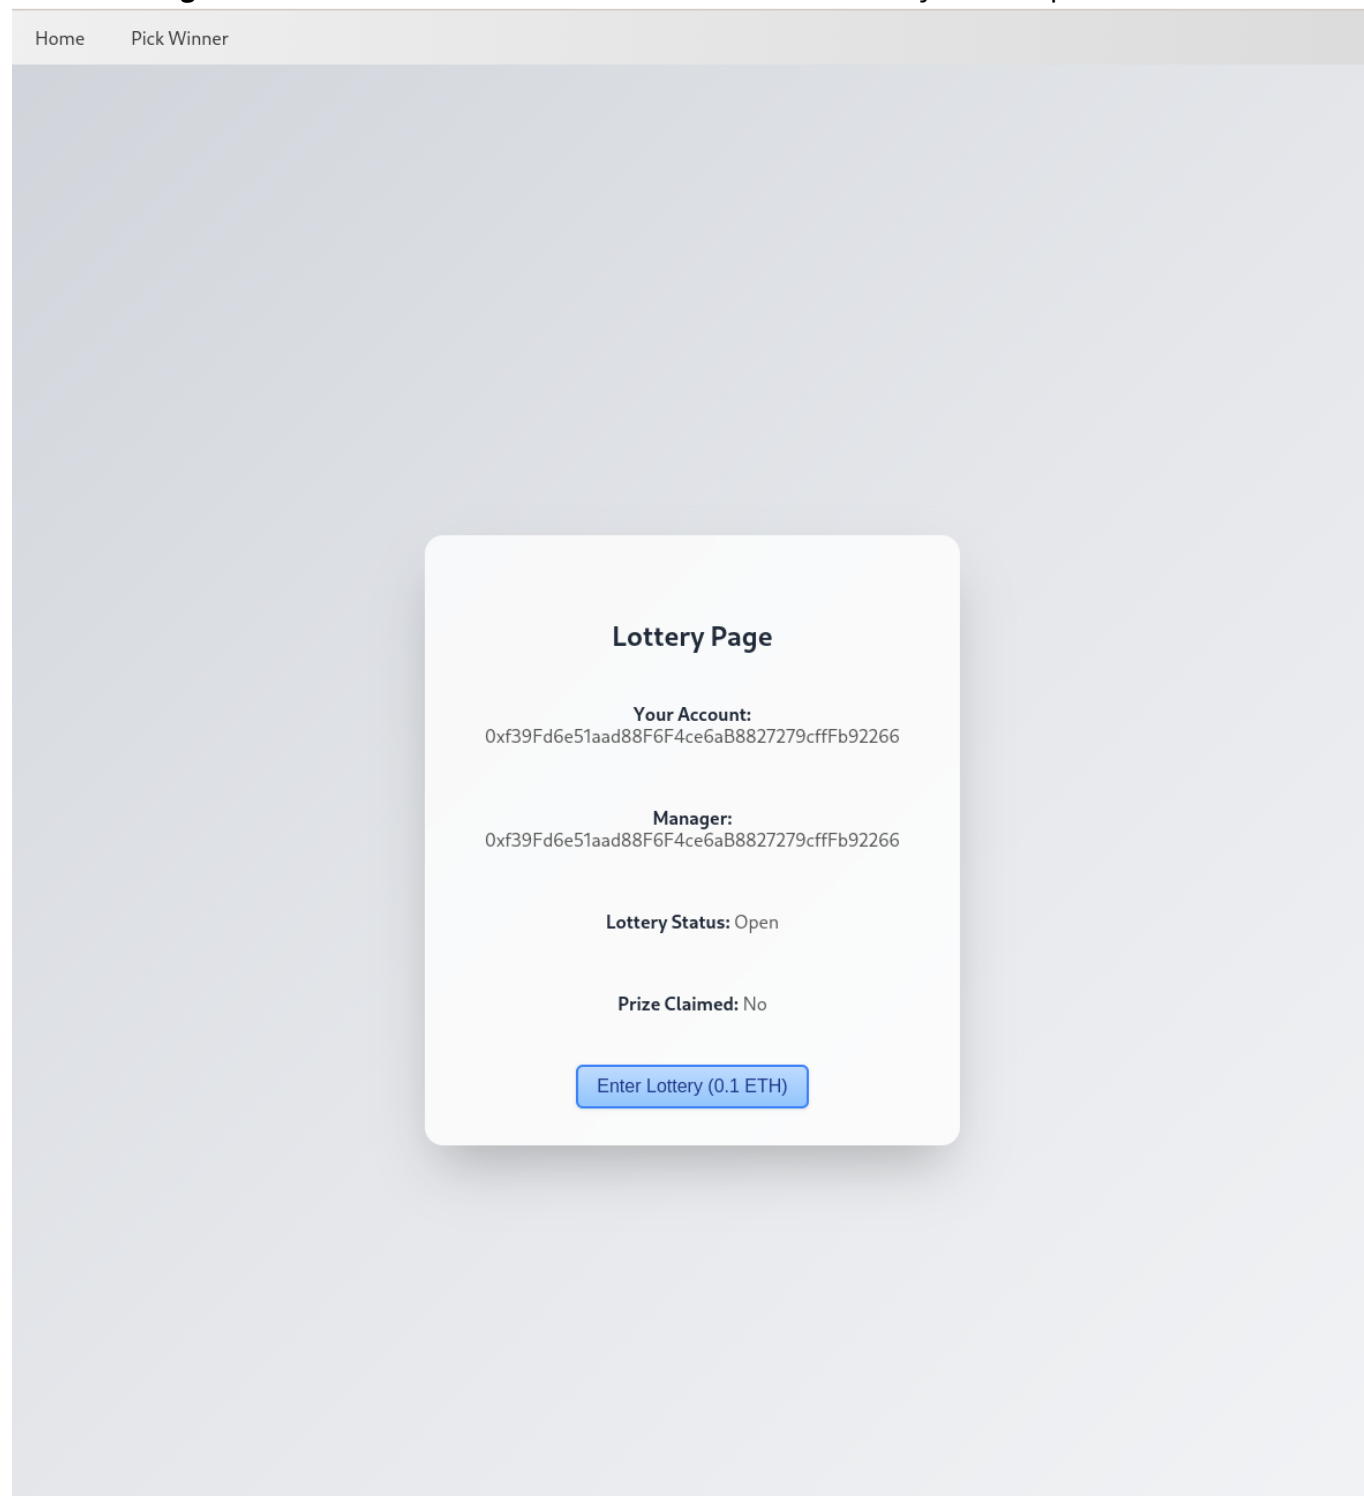 Home Pick Winner
Lottery Page
Your Account:
0xf39Fd6e51aad88F6F4ce6aB8827279cffFb92266
Manager:
0xf39Fd6e51aad88F6F4ce6aB8827279cffFb92266
Lottery Status: Open
Prize Claimed: No
Enter Lottery (0.1 ETH)